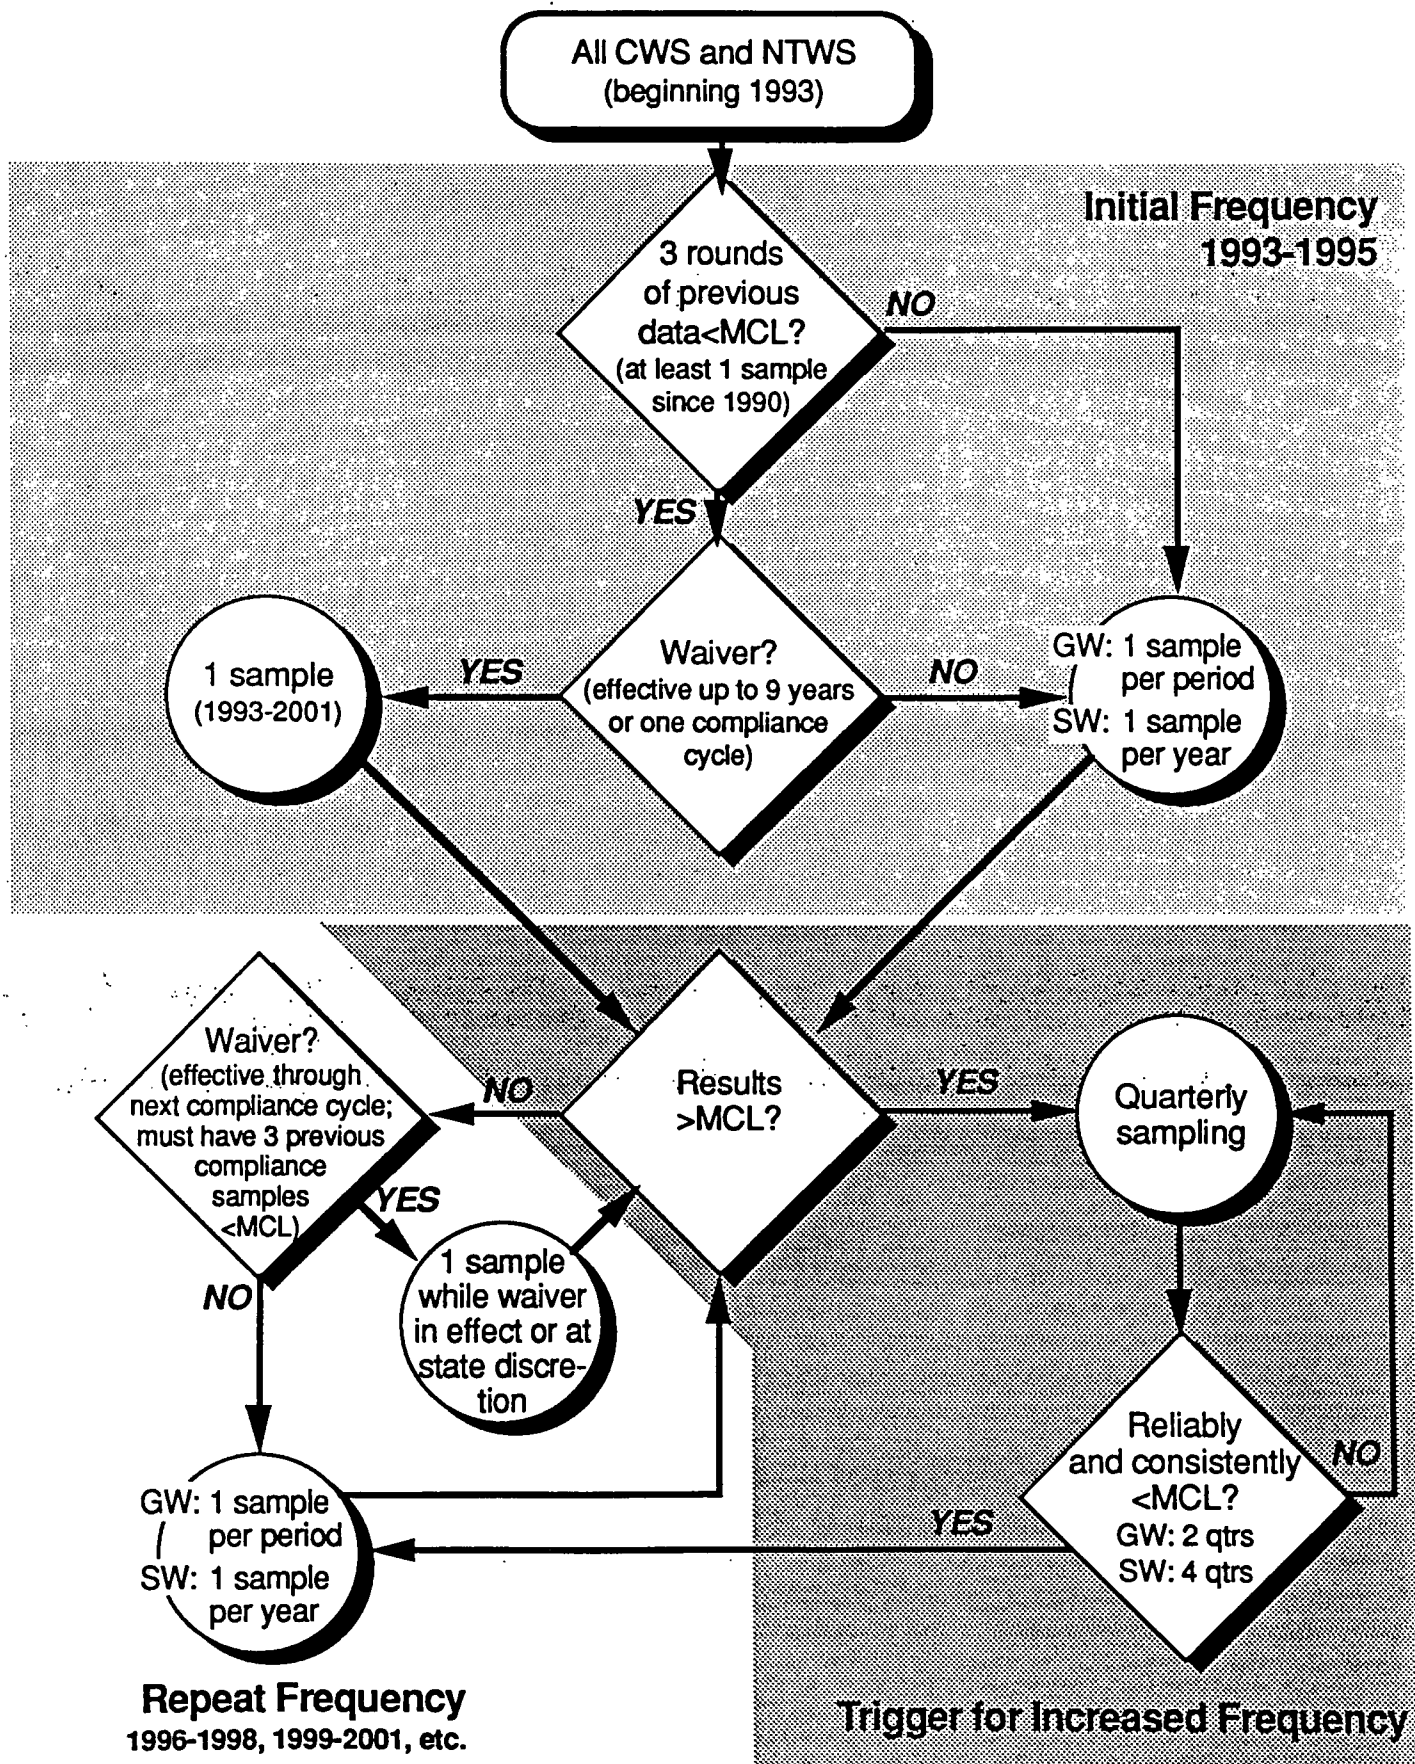 All CWS and NTWS
(beginning 1993)
Initial Frequency
1993-1995
3 rounds
of previous
data<MCL?
(at least 1 sample
since 1990)
NO
YES
Waiver?
(effective up to 9 years
or one compliance
cycle)
YES
NO
1 sample
(1993-2001)
GW: 1 sample
per period
SW: 1 sample
per year
Results
>MCL?
NO
YES
Waiver?
(effective through
next compliance cycle;
must have 3 previous
compliance
samples
<MCL)
YES
NO
1 sample
while waiver
in effect or at
state discre-
tion
Quarterly
sampling
Reliably
and consistently
<MCL?
GW: 2 qtrs
SW: 4 qtrs
NO
YES
GW: 1 sample
per period
SW: 1 sample
per year
Repeat Frequency
1996-1998, 1999-2001, etc.
Trigger for Increased Frequency